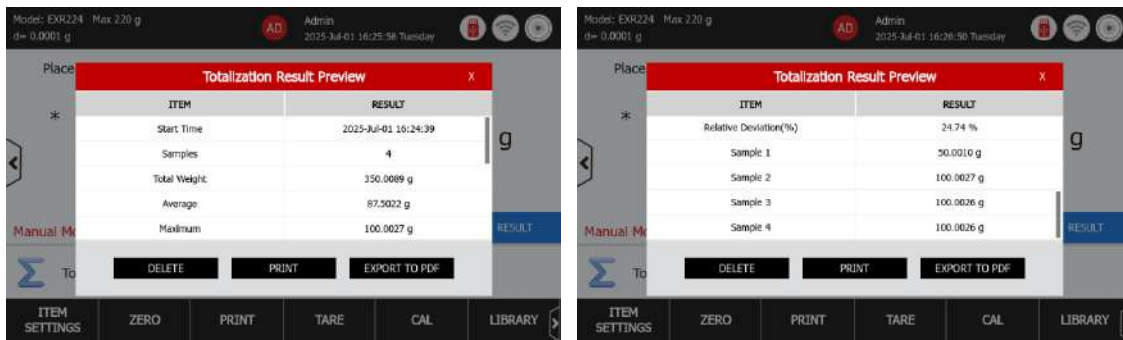 Model: EXR224 Max 220 g
d= 0.0001 g
AD
Admin
2025-Jul-01 16:25:58 Tuesday
Place
Totalization Result Preview
X
ITEM RESULT
Start Time 2025-Jul-01 16:24:39
Samples 4
Total Weight 350.0089 g
Average 87.5022 g
Maximum 100.0027 g
*
g
Manual Mo
RESULT
Σ To
DELETE PRINT EXPORT TO PDF
ITEM SETTINGS ZERO PRINT TARE CAL LIBRARY
Model: EXR224 Max 220 g
d= 0.0001 g
AD
Admin
2025-Jul-01 16:26:50 Tuesday
Place
Totalization Result Preview
X
ITEM RESULT
Relative Deviation(%) 24.74 %
Sample 1 50.0010 g
Sample 2 100.0027 g
Sample 3 100.0026 g
Sample 4 100.0026 g
*
g
Manual Mo
RESULT
Σ To
DELETE PRINT EXPORT TO PDF
ITEM SETTINGS ZERO PRINT TARE CAL LIBRARY